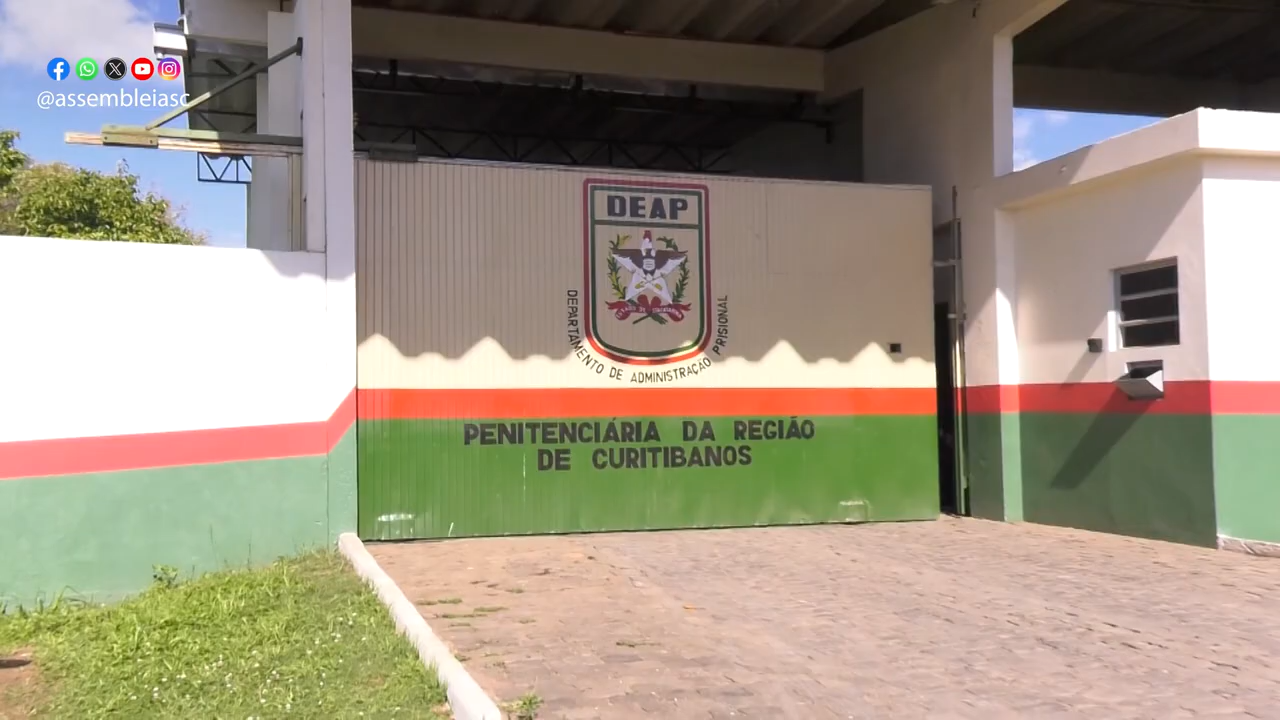 @assembleiasc
DEAP
DEPARTAMENTO DE ADMINISTRAÇÃO PRISIONAL
PENITENCIÁRIA DA REGIÃO
DE CURITIBANOS